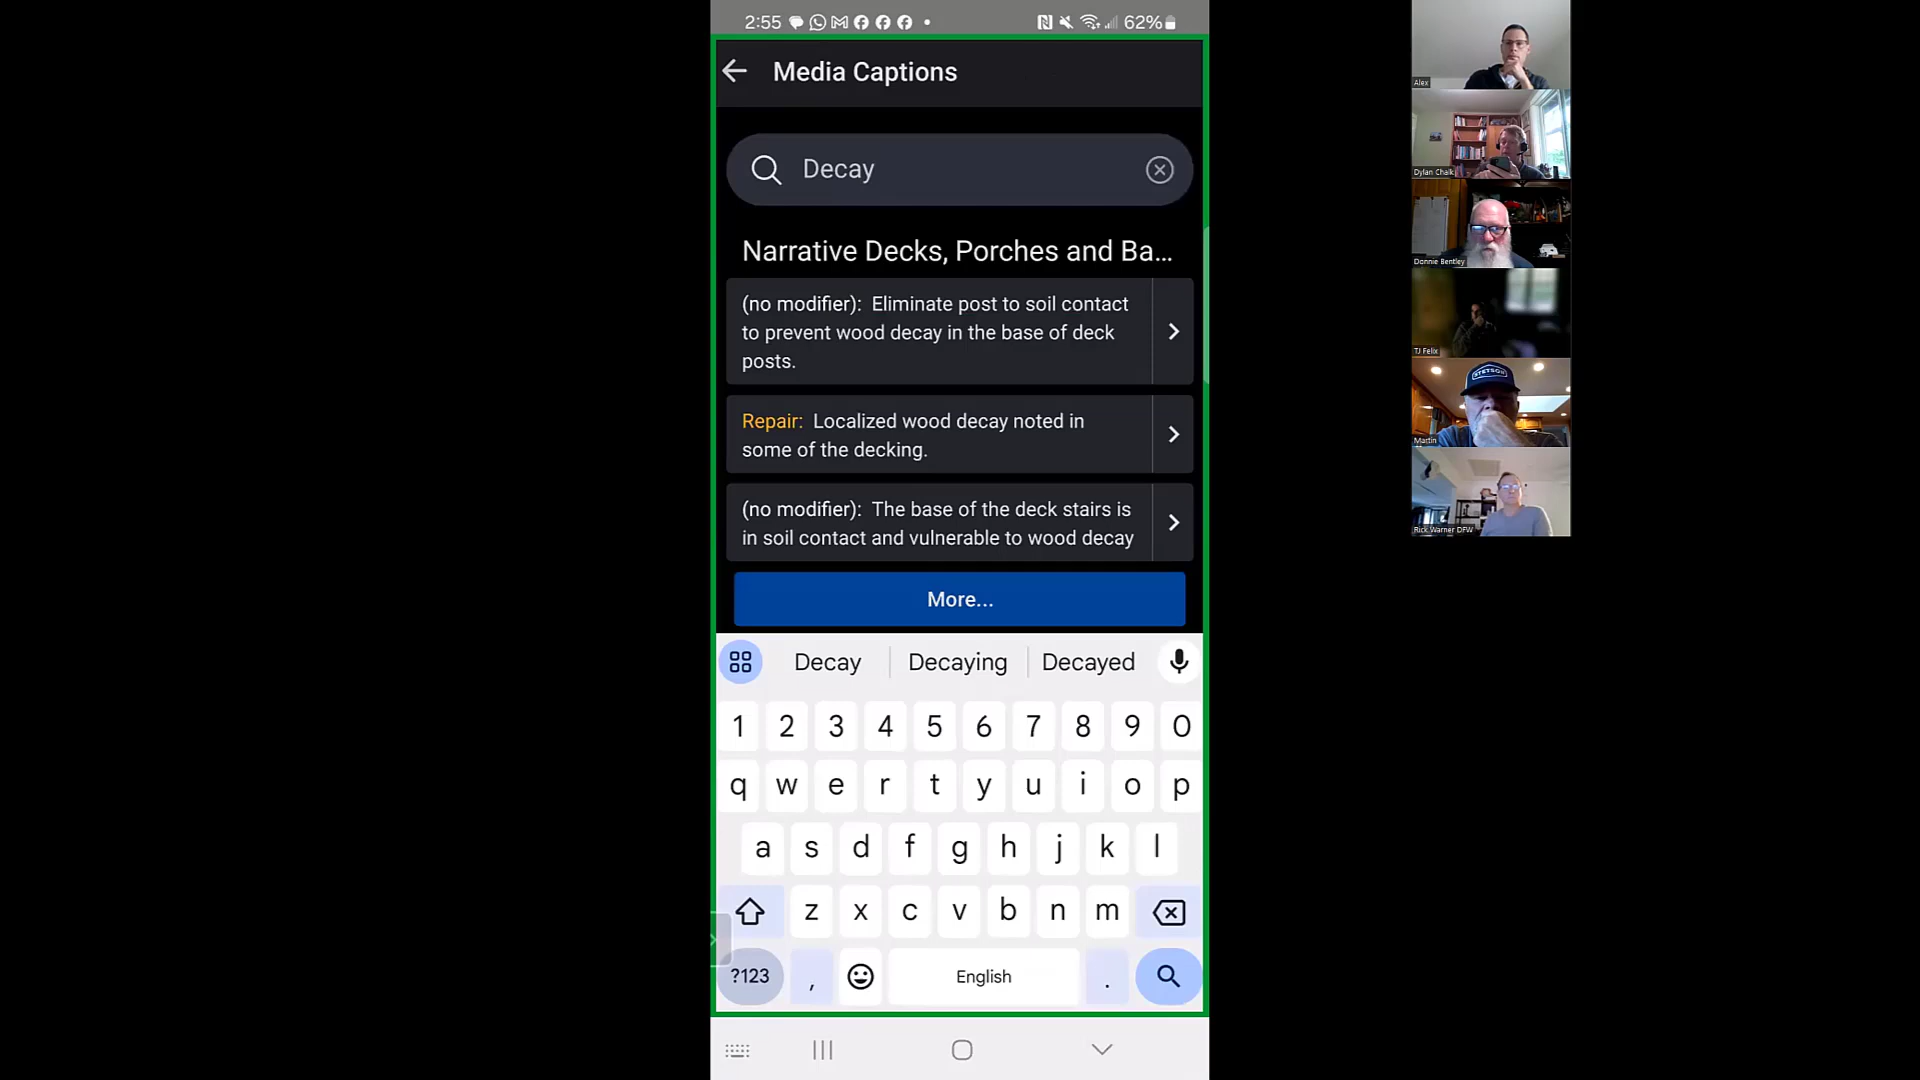 2:55
62%
Media Captions
Decay
Narrative Decks, Porches and Ba...
(no modifier): Eliminate post to soil contact
to prevent wood decay in the base of deck
posts.
Repair: Localized wood decay noted in
some of the decking.
(no modifier): The base of the deck stairs is
in soil contact and vulnerable to wood decay
More...
Decay Decaying Decayed
1 2 3 4 5 6 7 8 9 0
q w e r t y u i o p
a s d f g h j k l
z x c v b n m
?123 , English .
Alex
Dylan Chalk
Donnie Bentley
TJ Felix
STETSON
Martin
Rick Warner DFW